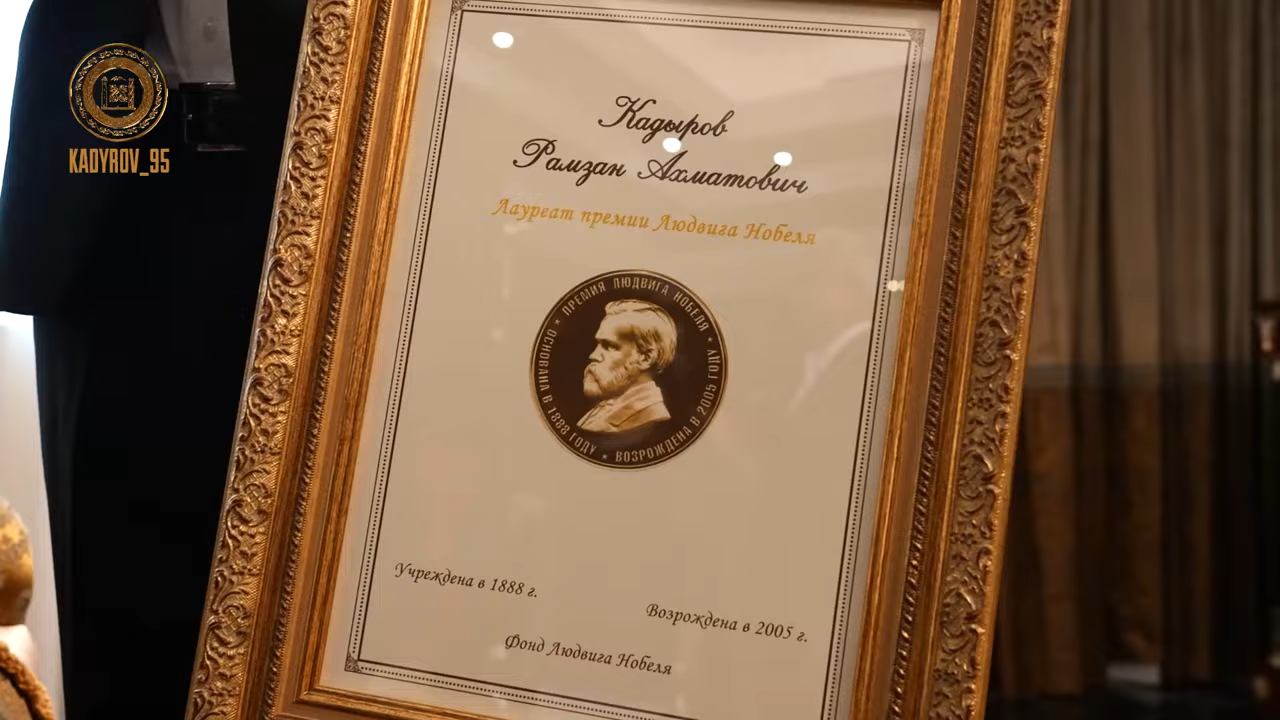 KADYROV_95
Кадыров
Рамзан Ахматович
Лауреат премии Людвига Нобеля
ПРЕМИЯ ЛЮДВИГА НОБЕЛЯ * ОСНОВАНА В 1888 ГОДУ * ВОЗРОЖДЕНА В 2005 ГОДУ *
Учреждена в 1888 г.
Возрождена в 2005 г.
Фонд Людвига Нобеля